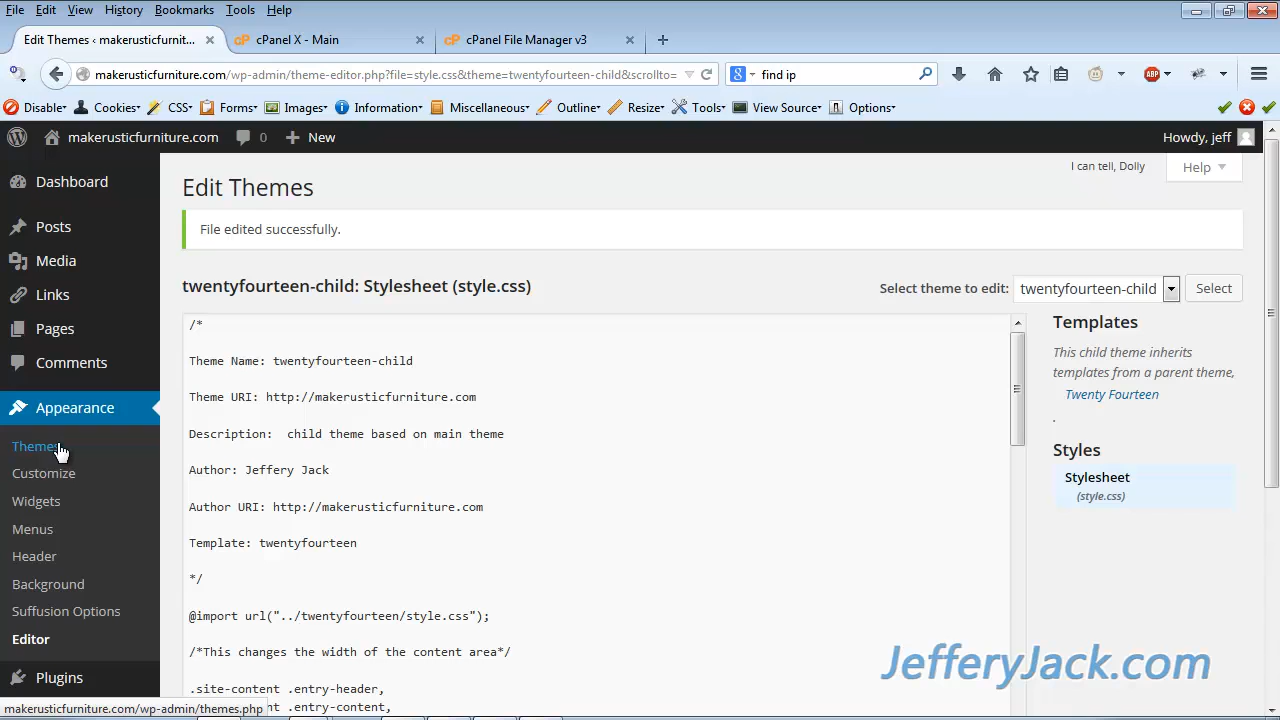 File Edit View History Bookmarks Tools Help
Edit Themes ‹ makerusticfurnit... cPanel X - Main cPanel File Manager v3
makerusticfurniture.com/wp-admin/theme-editor.php?file=style.css&theme=twentyfourteen-child&scrollto= find ip ABP
Disable Cookies CSS Forms Images Information Miscellaneous Outline Resize Tools View Source Options
makerusticfurniture.com 0 New Howdy, jeff
I can tell, Dolly Help
Dashboard
Posts
Media
Links
Pages
Comments
Appearance
Themes
Customize
Widgets
Menus
Header
Background
Suffusion Options
Editor
Plugins
Edit Themes
File edited successfully.
twentyfourteen-child: Stylesheet (style.css)
Select theme to edit: twentyfourteen-child Select
/*
Theme Name: twentyfourteen-child
Theme URI: http://makerusticfurniture.com
Description:  child theme based on main theme
Author: Jeffery Jack
Author URI: http://makerusticfurniture.com
Template: twentyfourteen
*/
@import url("../twentyfourteen/style.css");
/*This changes the width of the content area*/
.site-content .entry-header,
nt .entry-content,
Templates
This child theme inherits
templates from a parent theme,
Twenty Fourteen
.
Styles
Stylesheet
(style.css)
JefferyJack.com
makerusticfurniture.com/wp-admin/themes.php